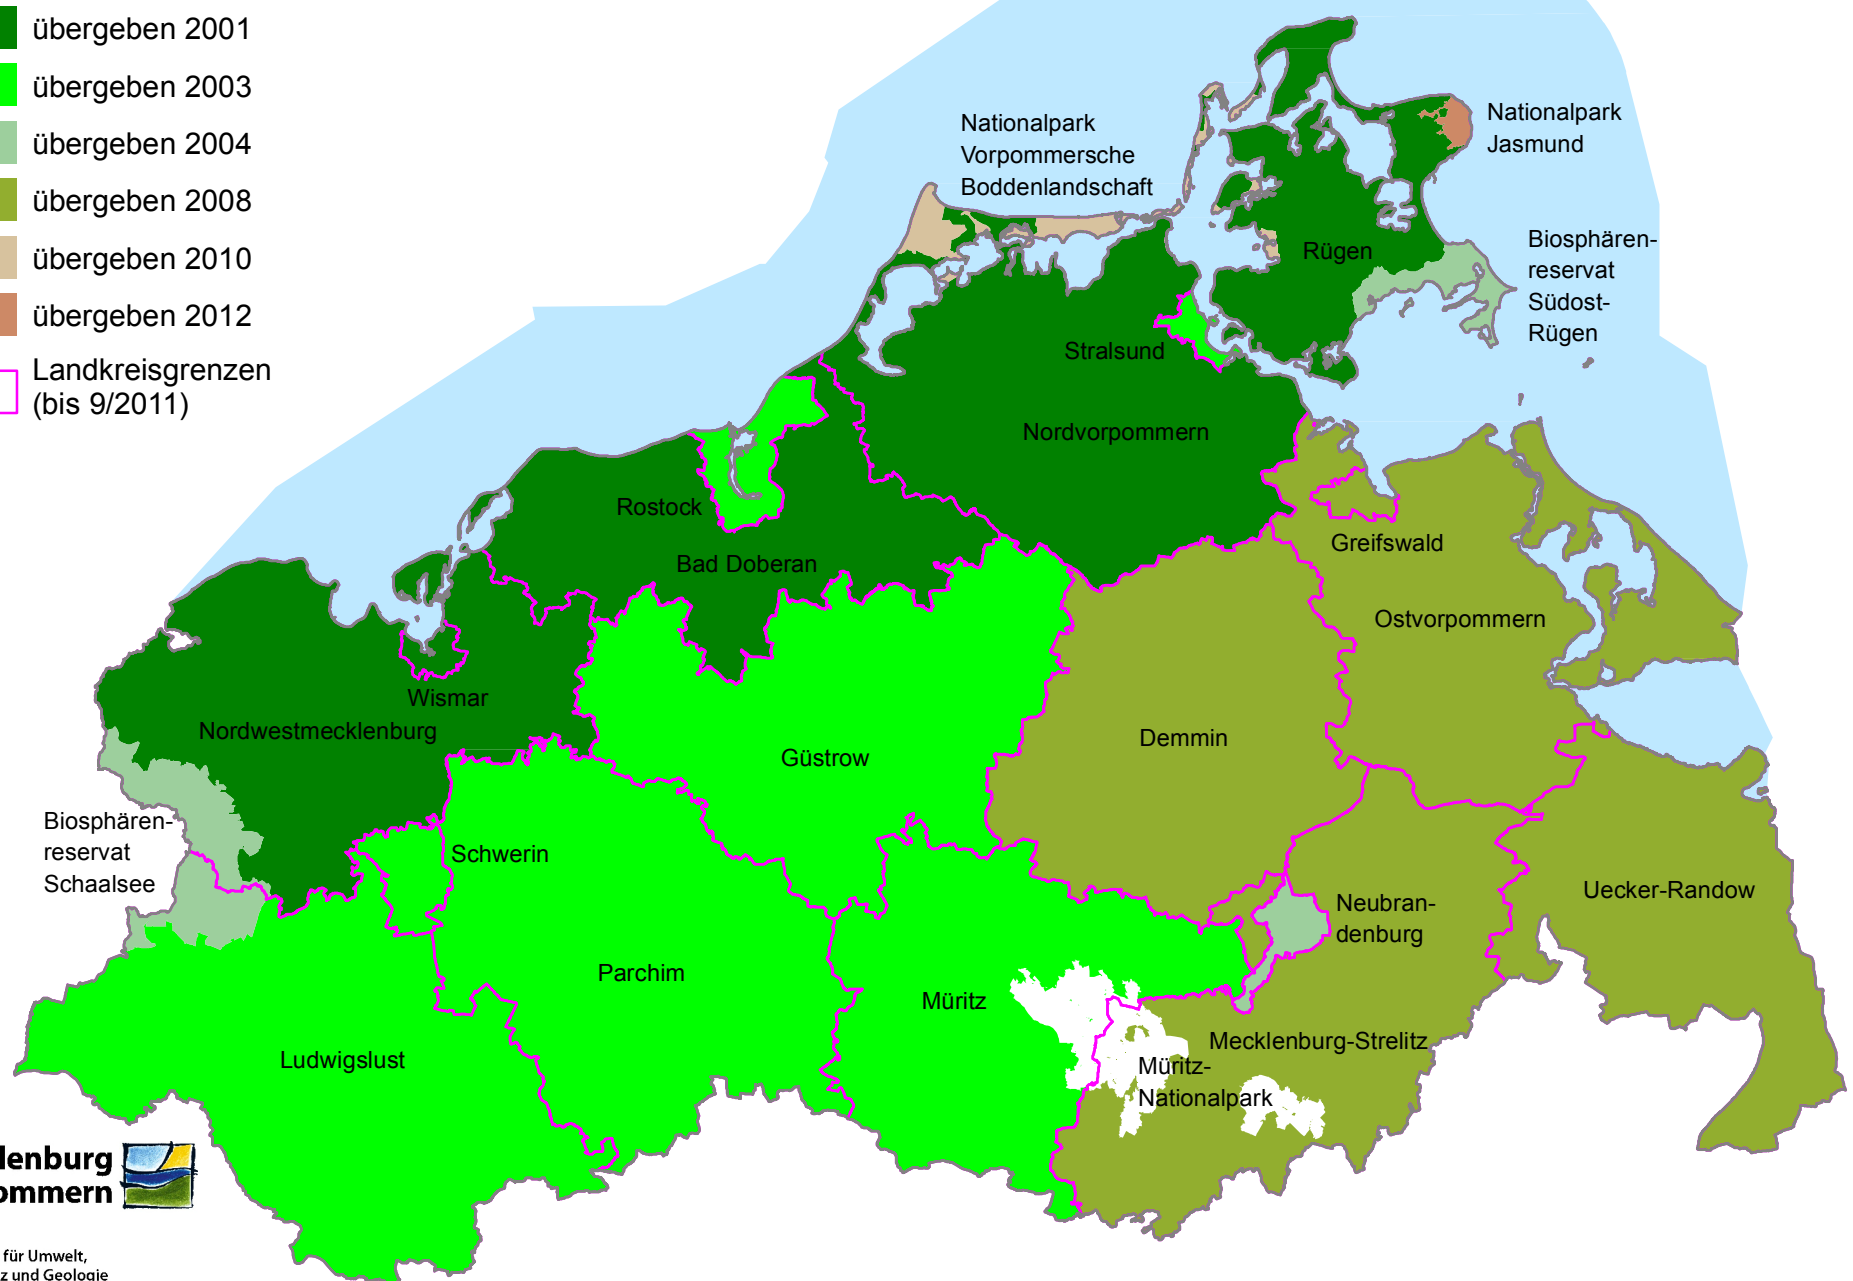 übergeben 2001
übergeben 2003
übergeben 2004
übergeben 2008
übergeben 2010
übergeben 2012
Landkreisgrenzen
(bis 9/2011)
Nationalpark
Vorpommersche
Boddenlandschaft
Nationalpark
Jasmund
Biosphären-
reservat
Südost-
Rügen
Rügen
Stralsund
Nordvorpommern
Rostock
Bad Doberan
Greifswald
Ostvorpommern
Wismar
Nordwestmecklenburg
Güstrow
Demmin
Biosphären-
reservat
Schaalsee
Schwerin
Neubran-
denburg
Uecker-Randow
Parchim
Müritz
Mecklenburg-Strelitz
Müritz-
Nationalpark
Ludwigslust
lenburg
ommern
für Umwelt,
z und Geologie